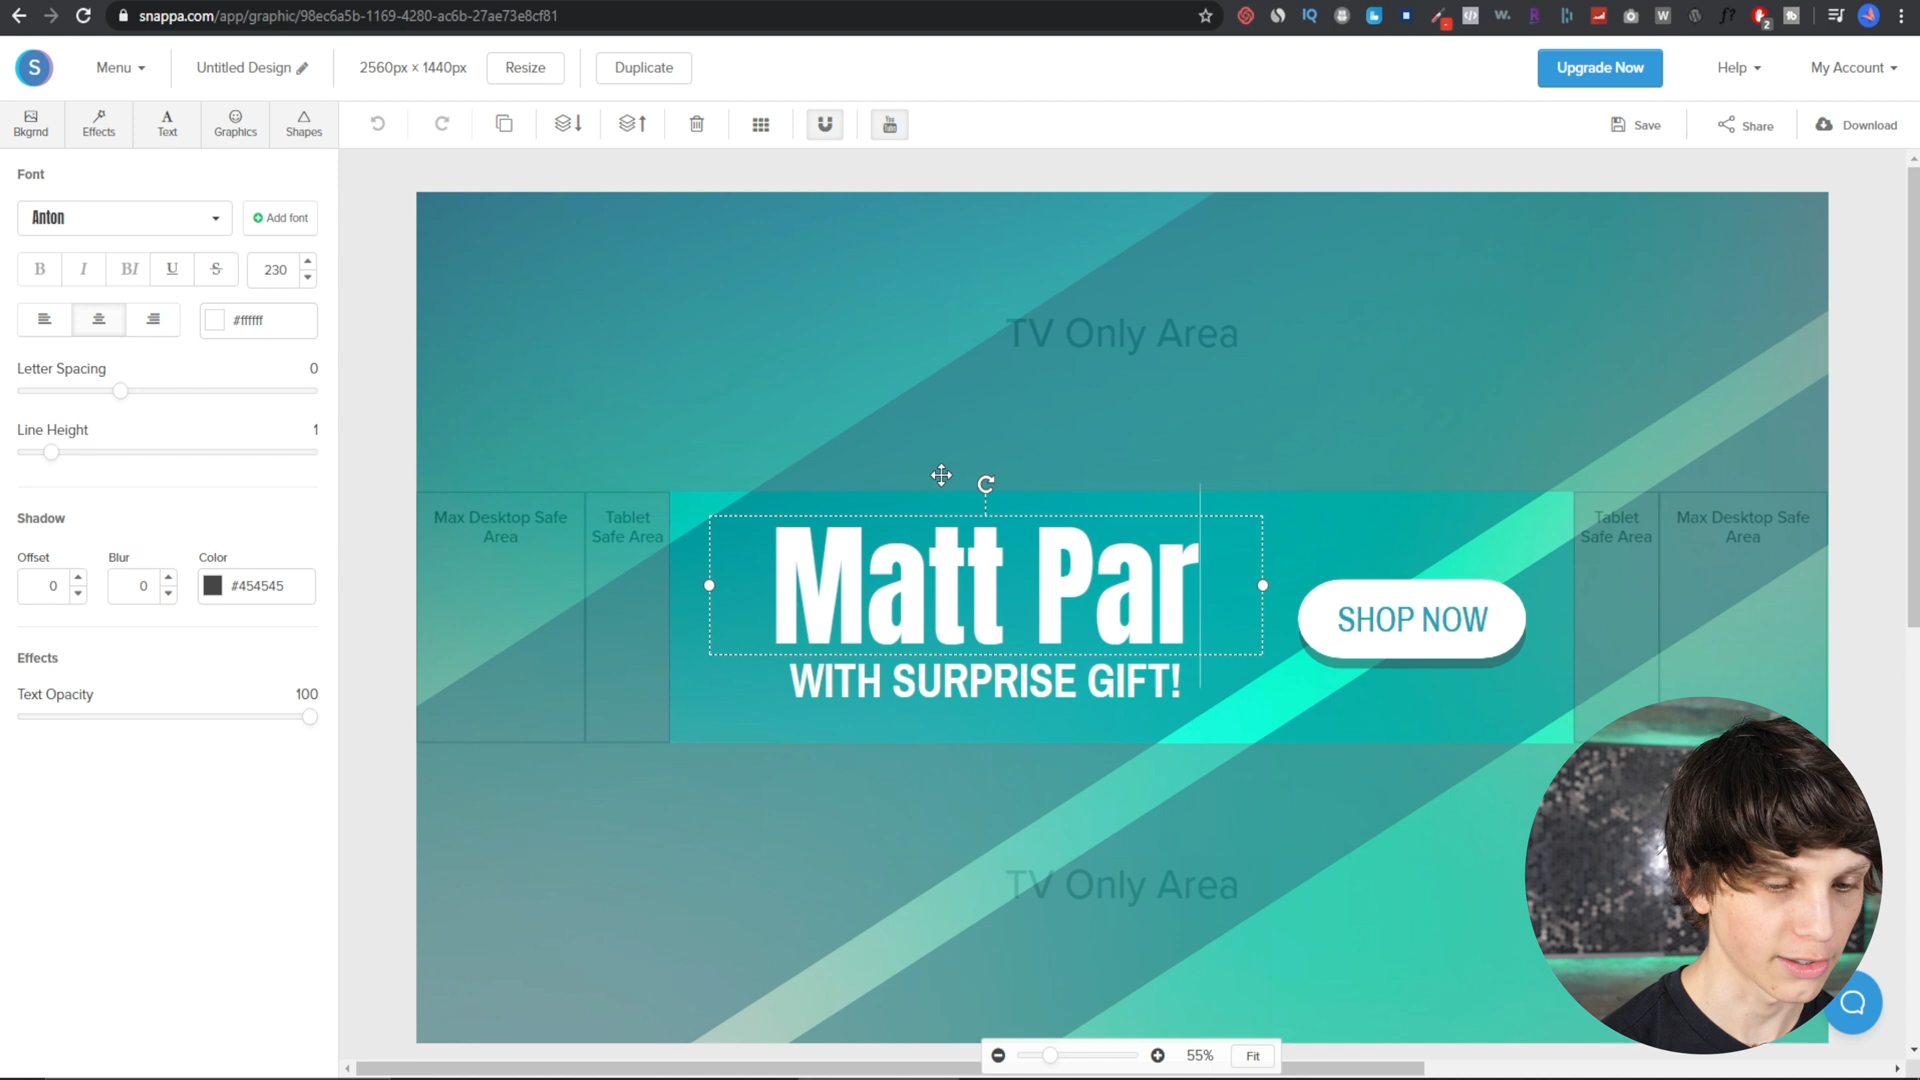 snappa.com/app/graphic/98ec6a5b-1169-4280-ac6b-27ae73e8cf81
S
Menu
Untitled Design
2560px × 1440px
Resize
Duplicate
Upgrade Now
Help
My Account
Bkgrnd
Effects
Text
Graphics
Shapes
Save
Share
Download
Font
Anton
Add font
B
I
BI
U
S
230
#ffffff
Letter Spacing
0
Line Height
1
Shadow
Offset
Blur
Color
0
0
#454545
Effects
Text Opacity
100
TV Only Area
Max Desktop Safe
Area
Tablet
Safe Area
Matt Par
WITH SURPRISE GIFT!
SHOP NOW
Tablet
Safe Area
Max Desktop Safe
Area
TV Only Area
55%
Fit